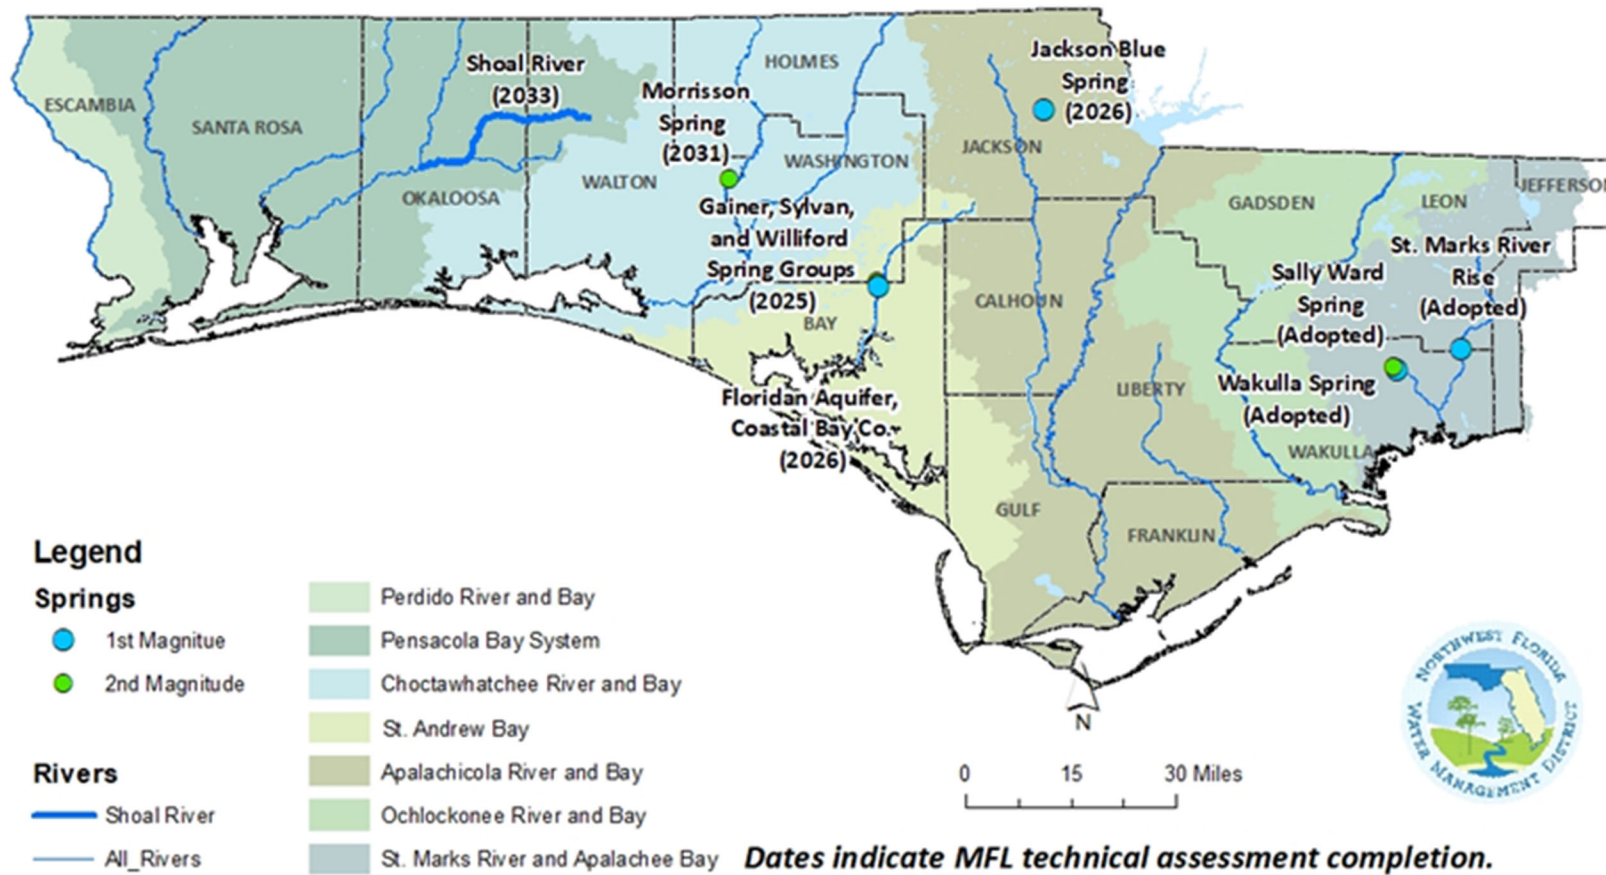 ESCAMBIA
SANTA ROSA
Shoal River
(2033)
OKALOOSA
Morrisson
Spring
(2031)
WALTON
HOLMES
WASHINGTON
Gainer, Sylvan,
and Williford
Spring Groups
(2025)
BAY
Floridan Aquifer,
Coastal Bay Co.
(2026)
Jackson Blue
Spring
(2026)
JACKSON
CALHOUN
GULF
LIBERTY
FRANKLIN
GADSDEN
LEON
JEFFERSON
St. Marks River
Rise
(Adopted)
Sally Ward
Spring
(Adopted)
Wakulla Spring
(Adopted)
WAKULLA
Legend
Springs
1st Magnitue
2nd Magnitude
Rivers
Shoal River
All_Rivers
Perdido River and Bay
Pensacola Bay System
Choctawhatchee River and Bay
St. Andrew Bay
Apalachicola River and Bay
Ochlockonee River and Bay
St. Marks River and Apalachee Bay
N
0 15 30 Miles
Dates indicate MFL technical assessment completion.
NORTHWEST FLORIDA
WATER MANAGEMENT DISTRICT